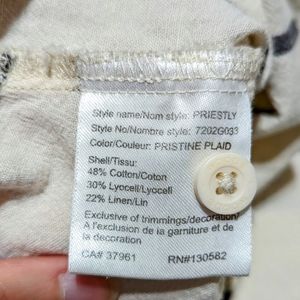 Style name/Nom style: PRIESTLY
Style No/Nombre style: 7202G033
Color/Couleur: PRISTINE PLAID
Shell/Tissu:
48% Cotton/Coton
30% Lyocell/Lyoceli
22% Linen/Lin
Exclusive of trimmings/decoration/
A l'exclusion de la garniture et de
la decoration
CA# 37961 RN#130582